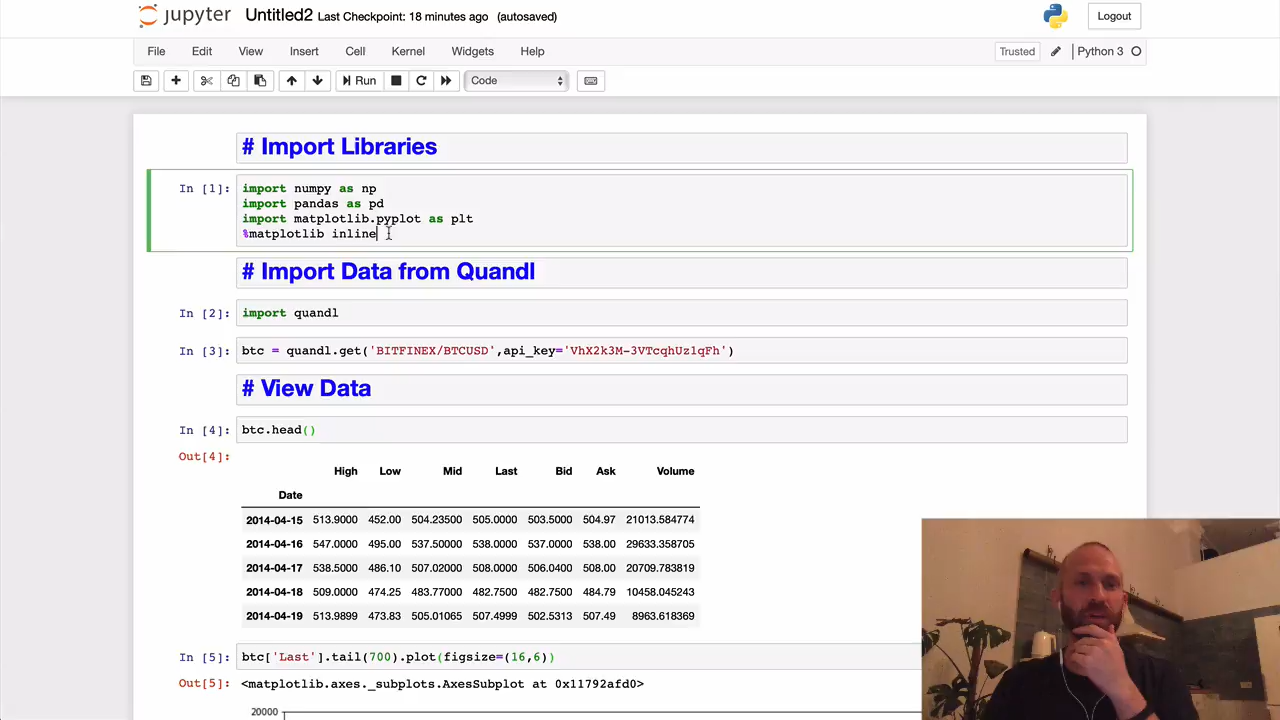 jupyter Untitled2 Last Checkpoint: 18 minutes ago (autosaved)
Logout
File Edit View Insert Cell Kernel Widgets Help
Trusted Python 3
Run Code
# Import Libraries
In [1]: import numpy as np
import pandas as pd
import matplotlib.pyplot as plt
%matplotlib inline
# Import Data from Quandl
In [2]: import quandl
In [3]: btc = quandl.get('BITFINEX/BTCUSD',api_key='VhX2k3M-3VTcqhUz1qFh')
# View Data
In [4]: btc.head()
Out[4]:
High Low Mid Last Bid Ask Volume
Date
2014-04-15 513.9000 452.00 504.23500 505.0000 503.5000 504.97 21013.584774
2014-04-16 547.0000 495.00 537.50000 538.0000 537.0000 538.00 29633.358705
2014-04-17 538.5000 486.10 507.02000 508.0000 506.0400 508.00 20709.783819
2014-04-18 509.0000 474.25 483.77000 482.7500 482.7500 484.79 10458.045243
2014-04-19 513.9899 473.83 505.01065 507.4999 502.5313 507.49 8963.618369
In [5]: btc['Last'].tail(700).plot(figsize=(16,6))
Out[5]: <matplotlib.axes._subplots.AxesSubplot at 0x11792afd0>
20000